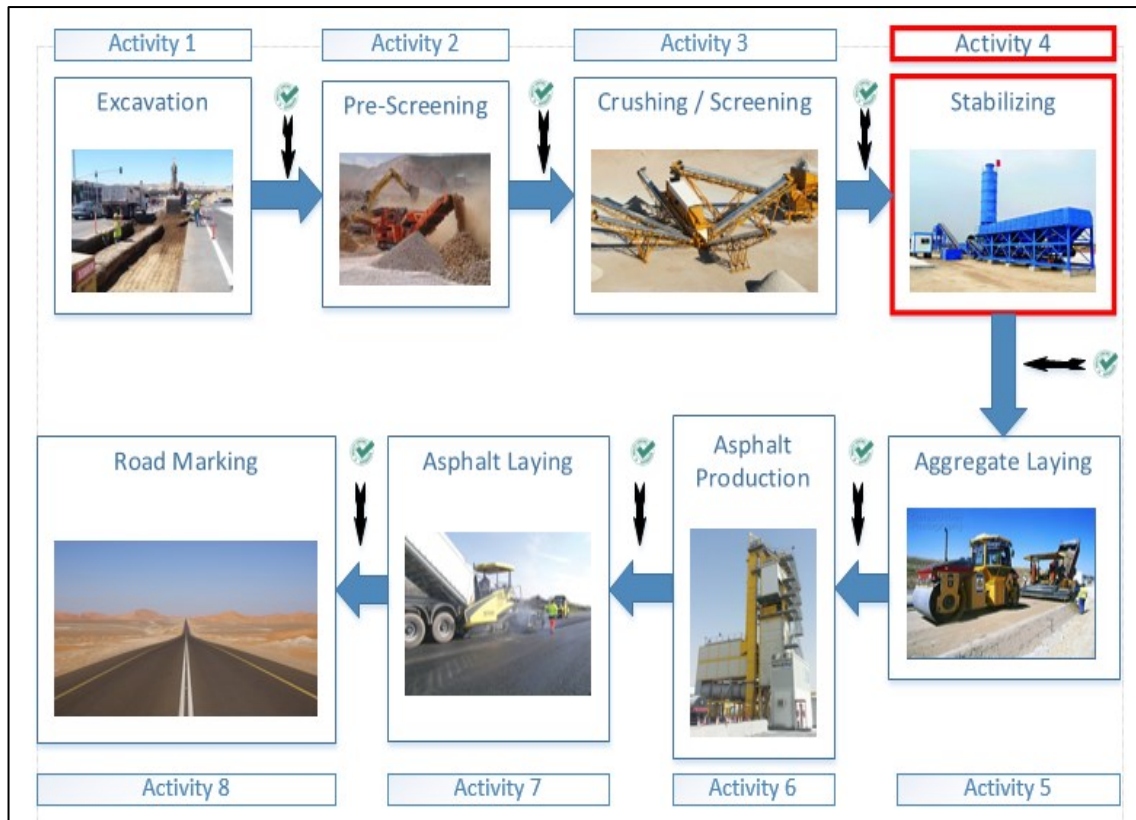 Activity 1
Activity 2
Activity 3
Activity 4
Excavation
Pre-Screening
Crushing / Screening
Stabilizing
Road Marking
Asphalt Laying
Asphalt
Production
Aggregate Laying
Activity 8
Activity 7
Activity 6
Activity 5